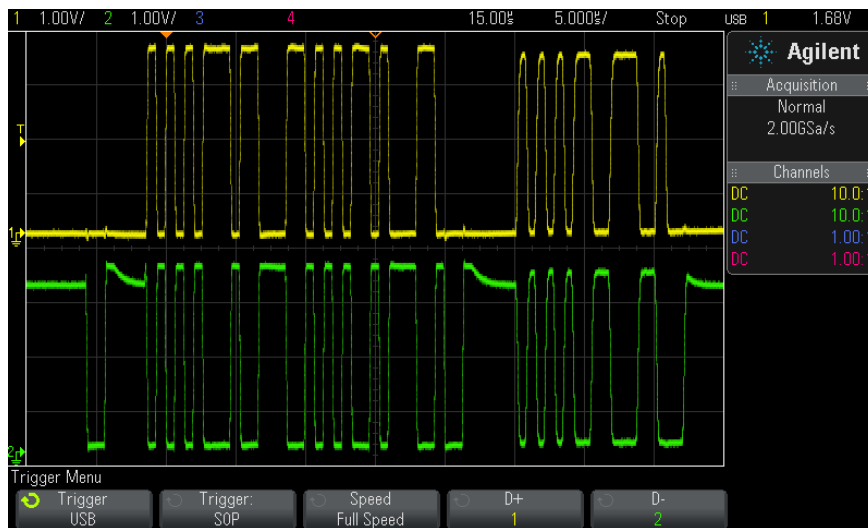 1 1.00V/ 2 1.00V/ 3 4 15.00s 5.000s/ Stop USB 1 1.68V
Agilent
Acquisition
Normal
2.00GSa/s
Channels
DC 10.0:1
DC 10.0:1
DC 1.00:1
DC 1.00:1
T
1
2
Trigger Menu
Trigger Trigger: Speed D+ D-
USB SOP Full Speed 1 2